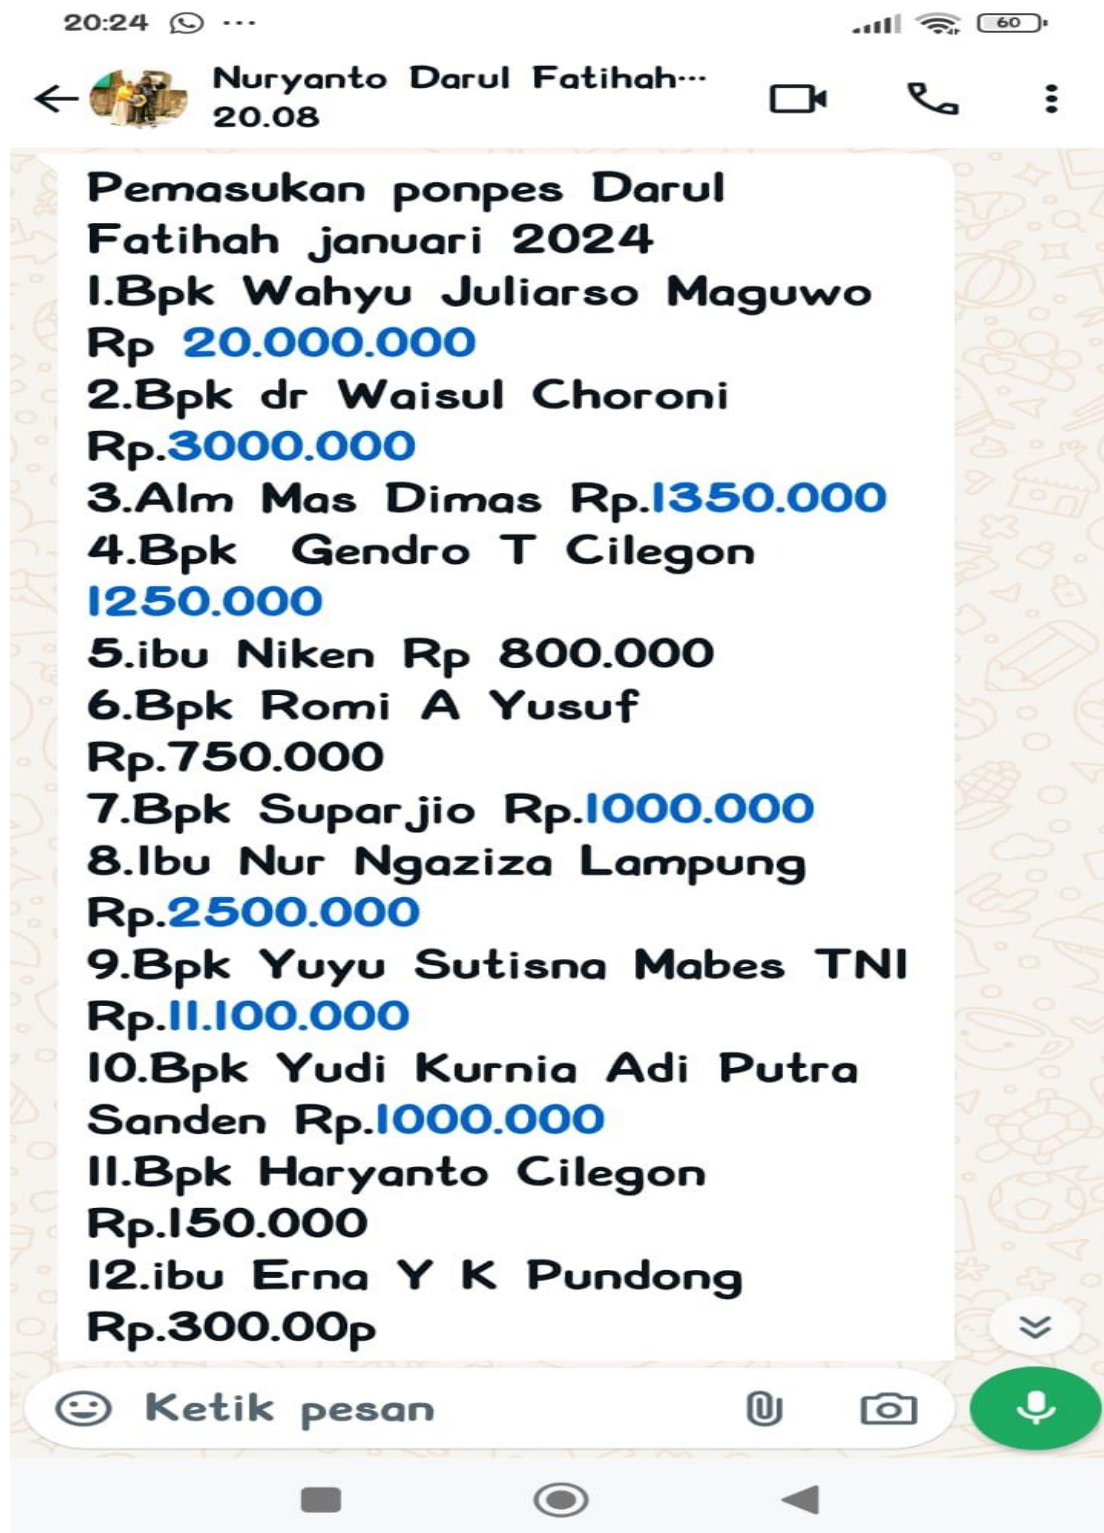 20:24 ...
60
Nuryanto Darul Fatihah...
20.08
Pemasukan ponpes Darul
Fatihah januari 2024
1.Bpk Wahyu Juliarso Maguwo
Rp 20.000.000
2.Bpk dr Waisul Choroni
Rp.3000.000
3.Alm Mas Dimas Rp.1350.000
4.Bpk  Gendro T Cilegon
1250.000
5.ibu Niken Rp 800.000
6.Bpk Romi A Yusuf
Rp.750.000
7.Bpk Suparjio Rp.1000.000
8.Ibu Nur Ngaziza Lampung
Rp.2500.000
9.Bpk Yuyu Sutisna Mabes TNI
Rp.11.100.000
10.Bpk Yudi Kurnia Adi Putra
Sanden Rp.1000.000
11.Bpk Haryanto Cilegon
Rp.150.000
12.ibu Erna Y K Pundong
Rp.300.00p
Ketik pesan